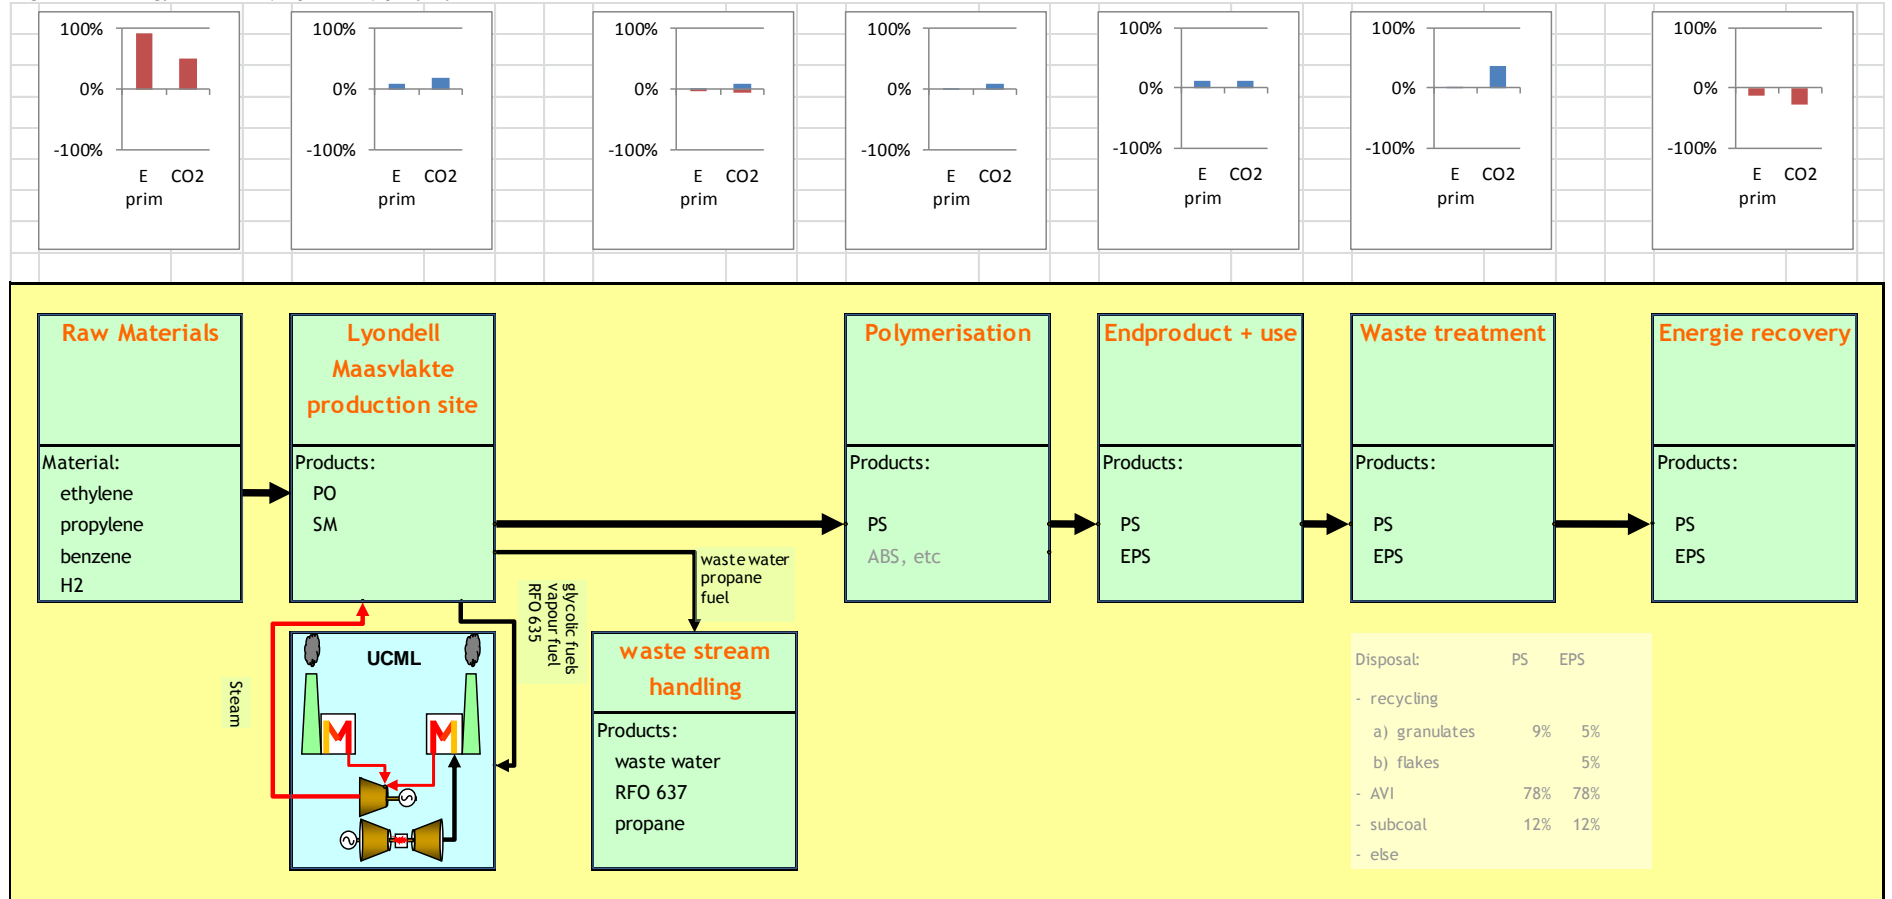 100%
0%
-100%
E CO2
prim
100%
0%
-100%
E CO2
prim
100%
0%
-100%
E CO2
prim
100%
0%
-100%
E CO2
prim
100%
0%
-100%
E CO2
prim
100%
0%
-100%
E CO2
prim
100%
0%
-100%
E CO2
prim
Raw Materials
Material:
ethylene
propylene
benzene
H2
Lyondell
Maasvlakte
production site
Products:
PO
SM
Polymerisation
Products:
PS
ABS, etc
Endproduct + use
Products:
PS
EPS
Waste treatment
Products:
PS
EPS
Energie recovery
Products:
PS
EPS
waste water
propane
fuel
glycolic fuels
vapour fuel
RFO 635
Steam
UCML
waste stream
handling
Products:
waste water
RFO 637
propane
Disposal: PS EPS
- recycling
a) granulates 9% 5%
b) flakes 5%
- AVI 78% 78%
- subcoal 12% 12%
- else